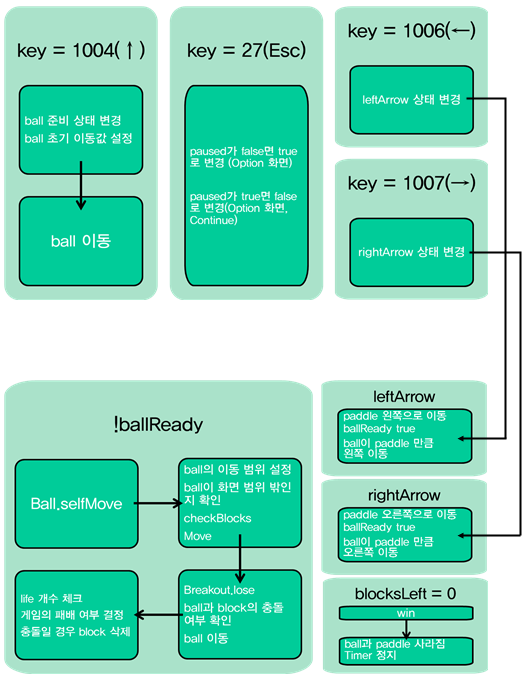 key = 1004(↑)
ball 준비 상태 변경
ball 초기 이동값 설정
ball 이동
key = 27(Esc)
paused가 false면 true
로 변경 (Option 화면)
paused가 true면 false
로 변경(Option 화면,
Continue)
key = 1006(←)
leftArrow 상태 변경
key = 1007(→)
rightArrow 상태 변경
!ballReady
Ball.selfMove
ball의 이동 범위 설정
ball이 화면 범위 밖인
지 확인
checkBlocks
Move
Breakout.lose
ball과 block의 충돌
여부 확인
ball 이동
life 개수 체크
게임의 패배 여부 결정
충돌일 경우 block 삭제
leftArrow
paddle 왼쪽으로 이동
ballReady true
ball이 paddle 만큼
왼쪽 이동
rightArrow
paddle 오른쪽으로 이동
ballReady true
ball이 paddle 만큼
오른쪽 이동
blocksLeft = 0
win
ball과 paddle 사라짐
Timer 정지